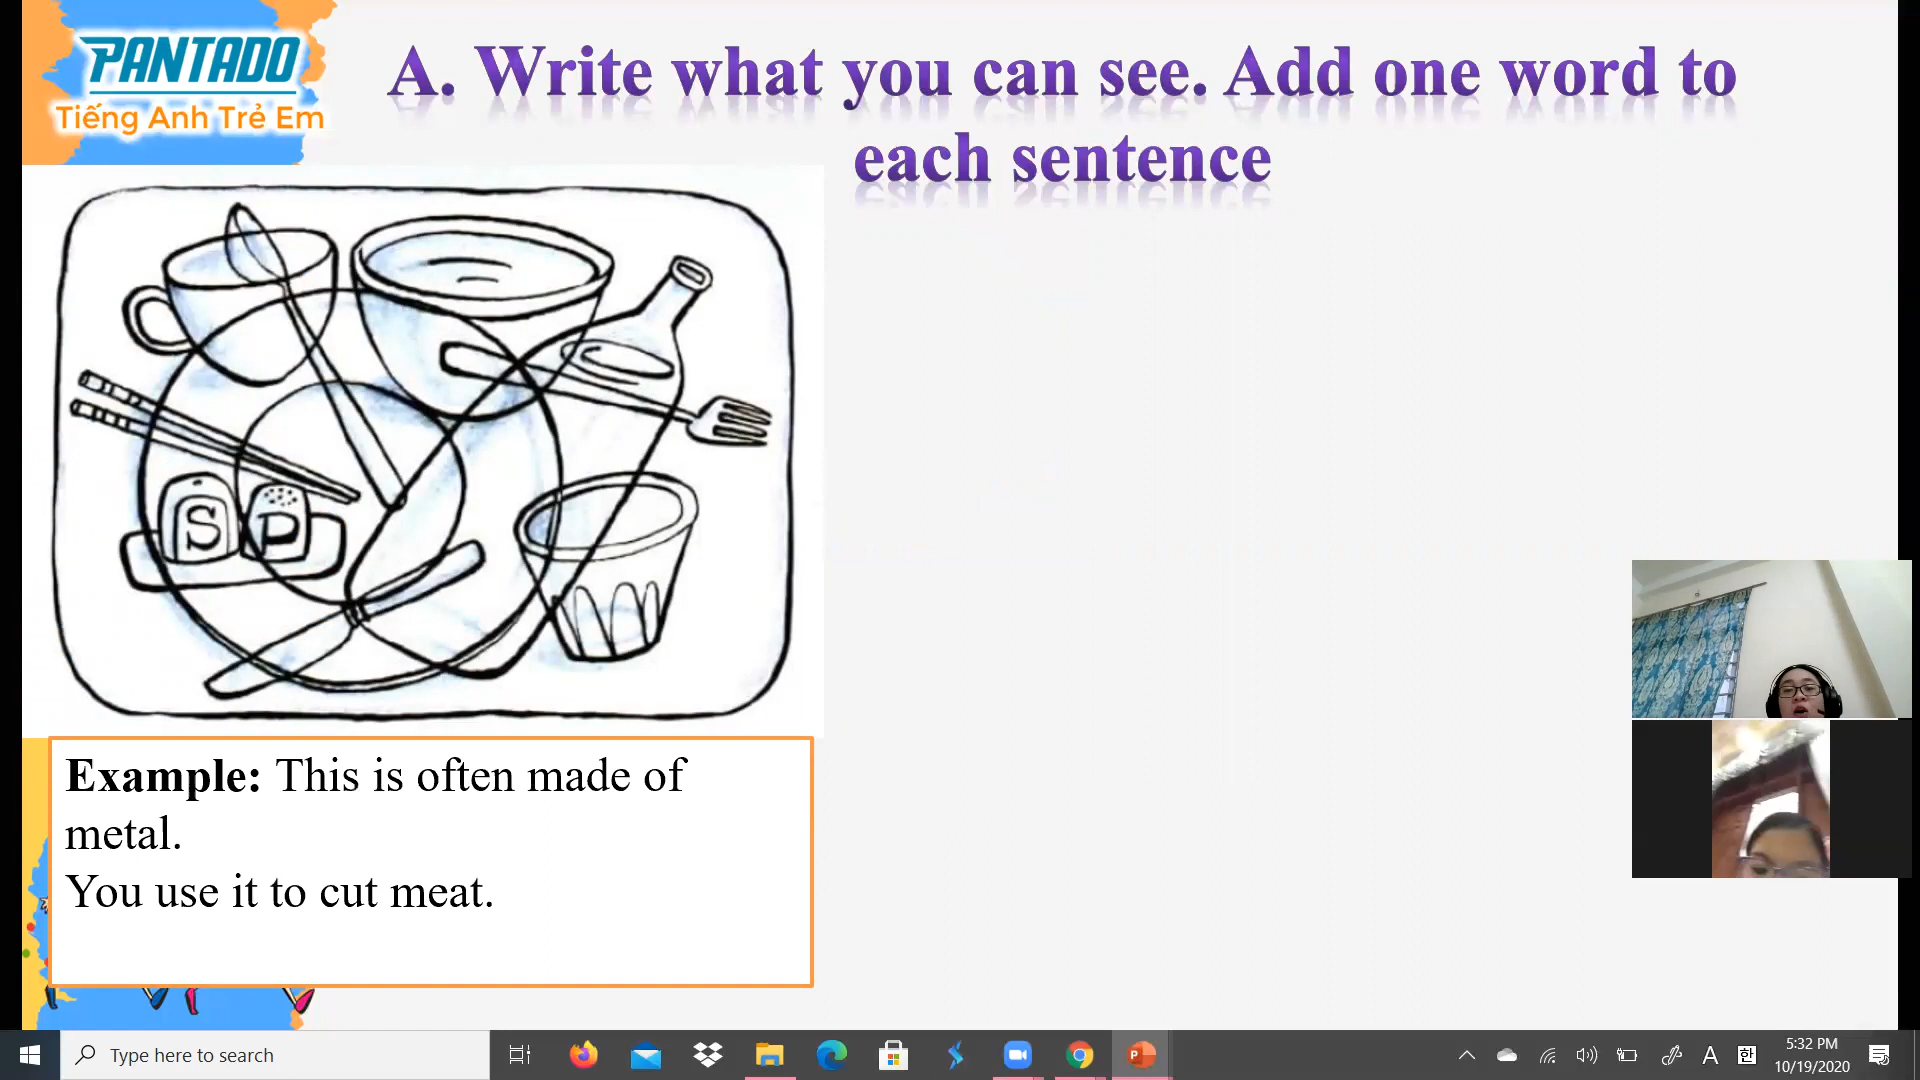 PANTADO
Tiếng Anh Trẻ Em
A. Write what you can see. Add one word to
each sentence
S P
Example: This is often made of
metal.
You use it to cut meat.
Type here to search
A 한
5:32 PM
10/19/2020